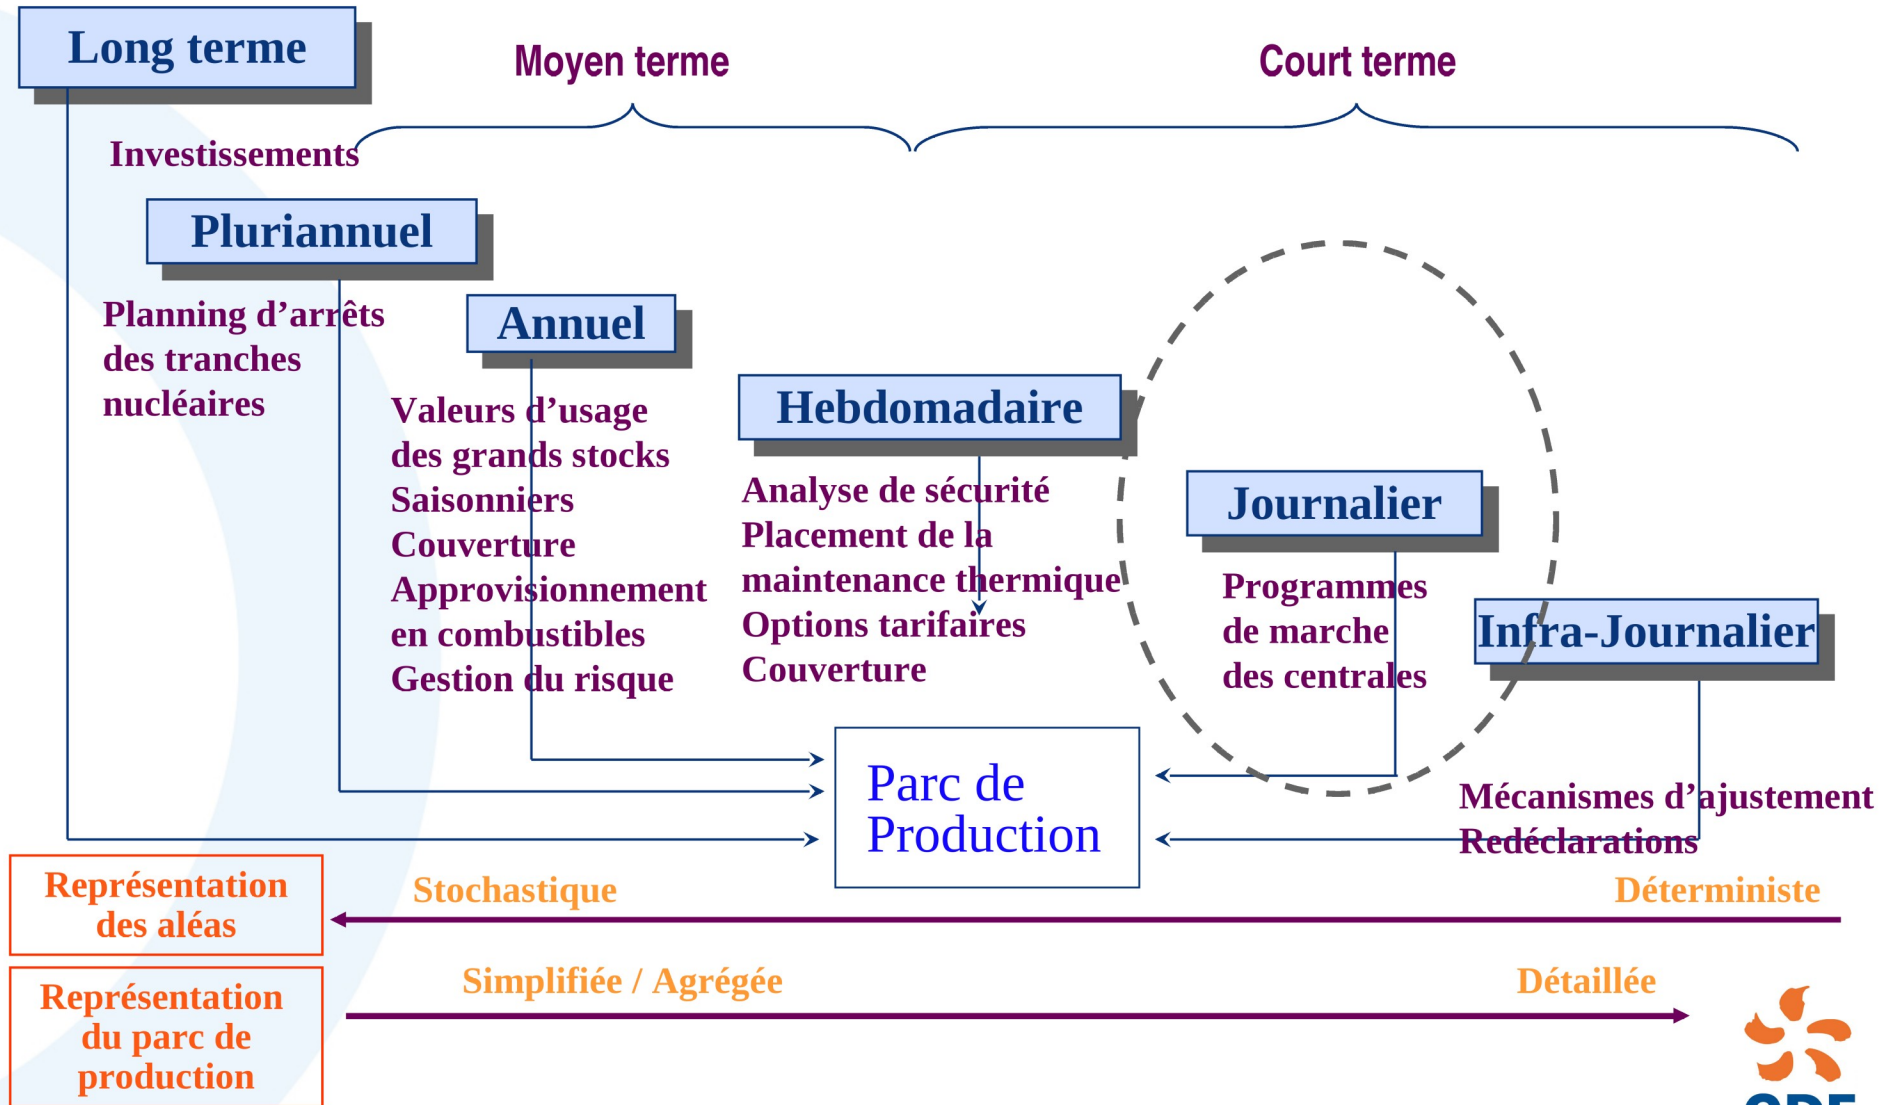 Long terme
Moyen terme
Court terme
Investissements
Pluriannuel
Planning d’arrêts
des tranches
nucléaires
Annuel
Valeurs d’usage
des grands stocks
Saisonniers
Couverture
Approvisionnement
en combustibles
Gestion du risque
Hebdomadaire
Analyse de sécurité
Placement de la
maintenance thermique
Options tarifaires
Couverture
Journalier
Programmes
de marche
des centrales
Infra-Journalier
Mécanismes d’ajustement
Redéclarations
Parc de
Production
Représentation
des aléas
Stochastique
Déterministe
Représentation
du parc de
production
Simplifiée / Agrégée
Détaillée